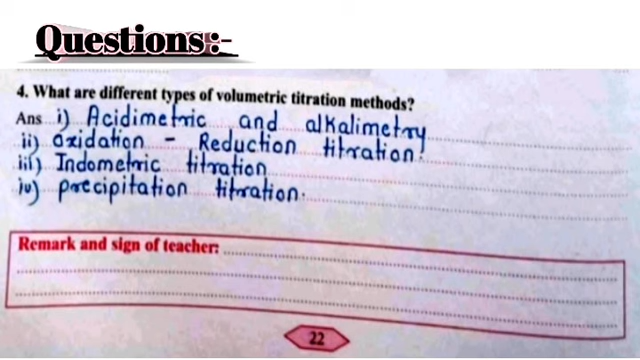 Questions:-
4. What are different types of volumetric titration methods?
Ans i) Acidimetric and alkalimetry
ii) Oxidation - Reduction titration.
iii) Indometric titration
iv) precipitation titration.
Remark and sign of teacher:
22